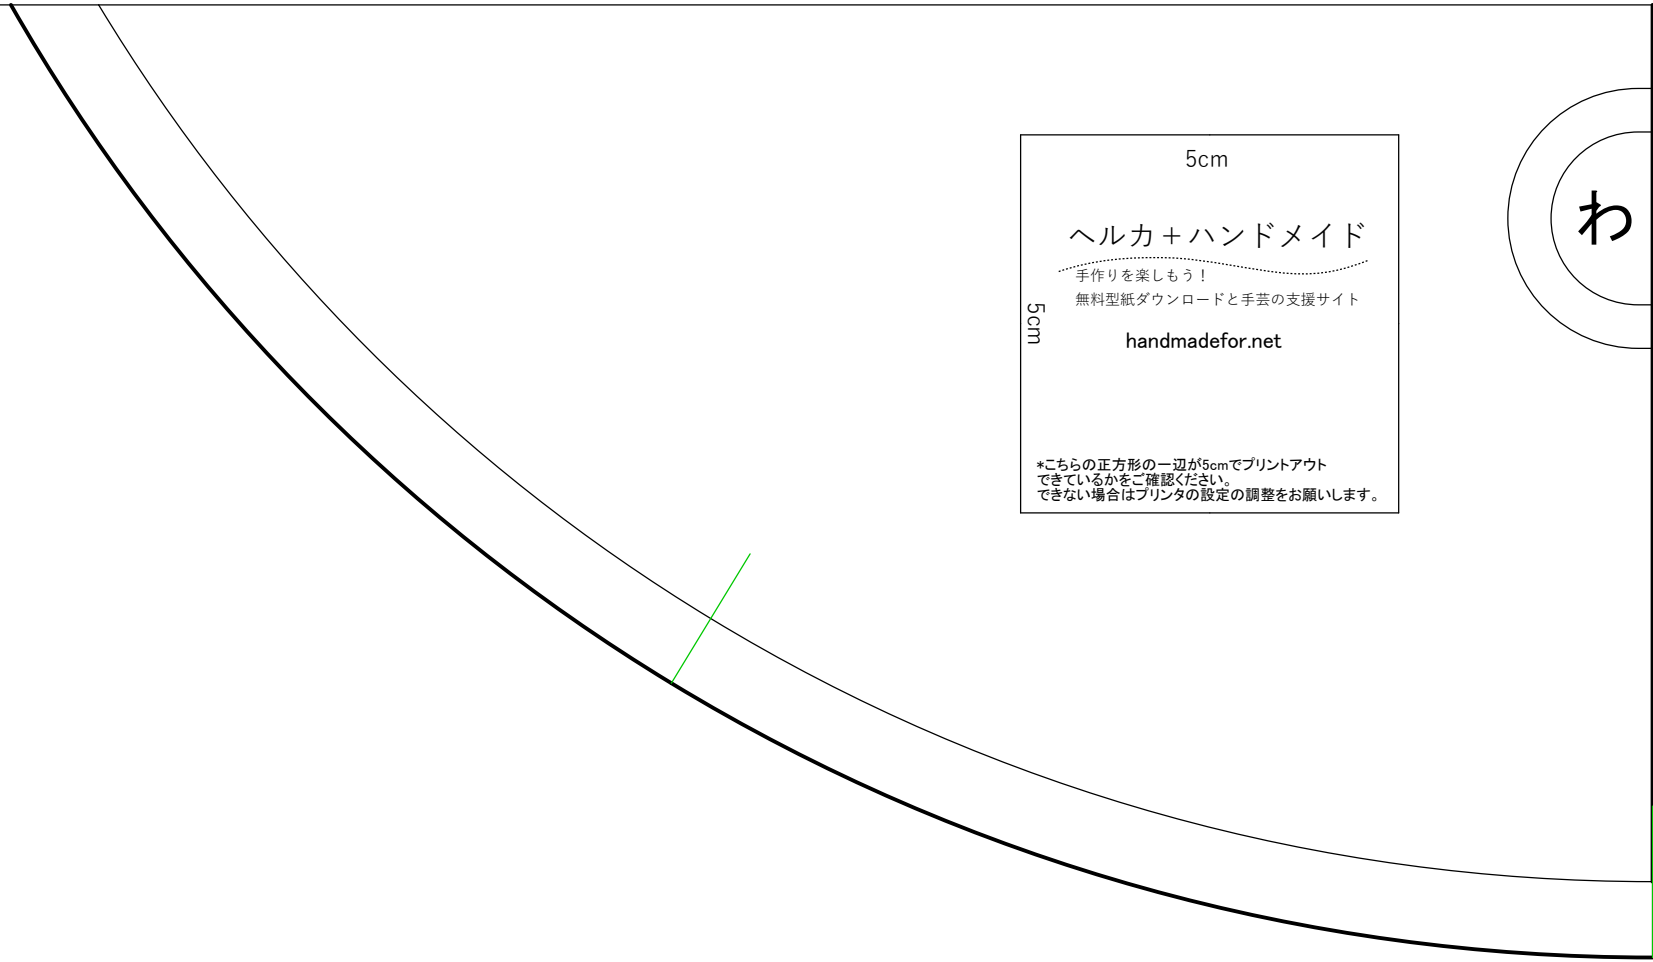 5cm
わ
ヘルカ+ハンドメイド
手作りを楽しもう！
無料型紙ダウンロードと手芸の支援サイト
5cm
handmadefor.net
*こちらの正方形の一辺が5cmでプリントアウト
できているかをご確認ください。
できない場合はプリンタの設定の調整をお願いします。